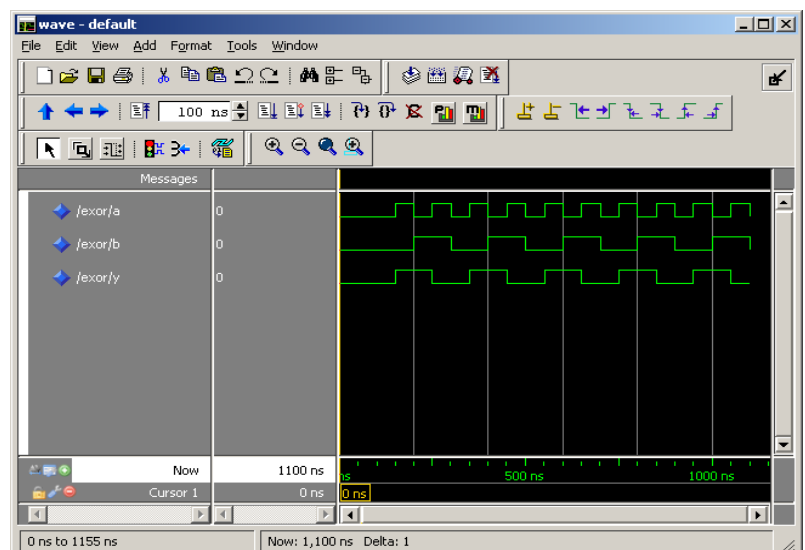 wave - default
File Edit View Add Format Tools Window
100 ns
Messages
/exor/a 0
/exor/b 0
/exor/y 0
Now 1100 ns
ns 500 ns 1000 ns
Cursor 1 0 ns 0 ns
0 ns to 1155 ns Now: 1,100 ns Delta: 1